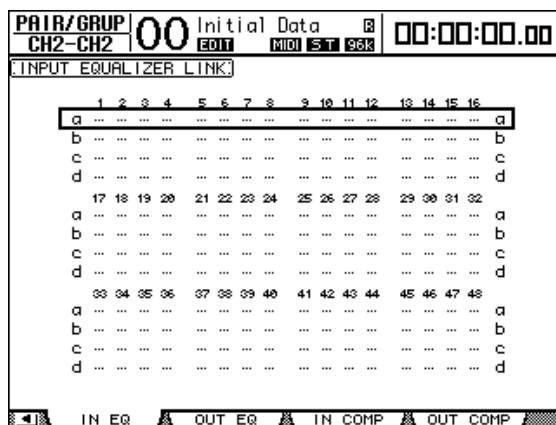 PAIR/GRUP 00 Initial Data R 00:00:00.00
CH2-CH2 EDIT MIDI ST 96k
INPUT EQUALIZER LINK
1 2 3 4 5 6 7 8 9 10 11 12 13 14 15 16
a ... ... ... ... ... ... ... ... ... ... ... ... ... ... ... ... a
b ... ... ... ... ... ... ... ... ... ... ... ... ... ... ... ... b
c ... ... ... ... ... ... ... ... ... ... ... ... ... ... ... ... c
d ... ... ... ... ... ... ... ... ... ... ... ... ... ... ... ... d
17 18 19 20 21 22 23 24 25 26 27 28 29 30 31 32
a ... ... ... ... ... ... ... ... ... ... ... ... ... ... ... ... a
b ... ... ... ... ... ... ... ... ... ... ... ... ... ... ... ... b
c ... ... ... ... ... ... ... ... ... ... ... ... ... ... ... ... c
d ... ... ... ... ... ... ... ... ... ... ... ... ... ... ... ... d
33 34 35 36 37 38 39 40 41 42 43 44 45 46 47 48
a ... ... ... ... ... ... ... ... ... ... ... ... ... ... ... ... a
b ... ... ... ... ... ... ... ... ... ... ... ... ... ... ... ... b
c ... ... ... ... ... ... ... ... ... ... ... ... ... ... ... ... c
d ... ... ... ... ... ... ... ... ... ... ... ... ... ... ... ... d
IN EQ OUT EQ IN COMP OUT COMP